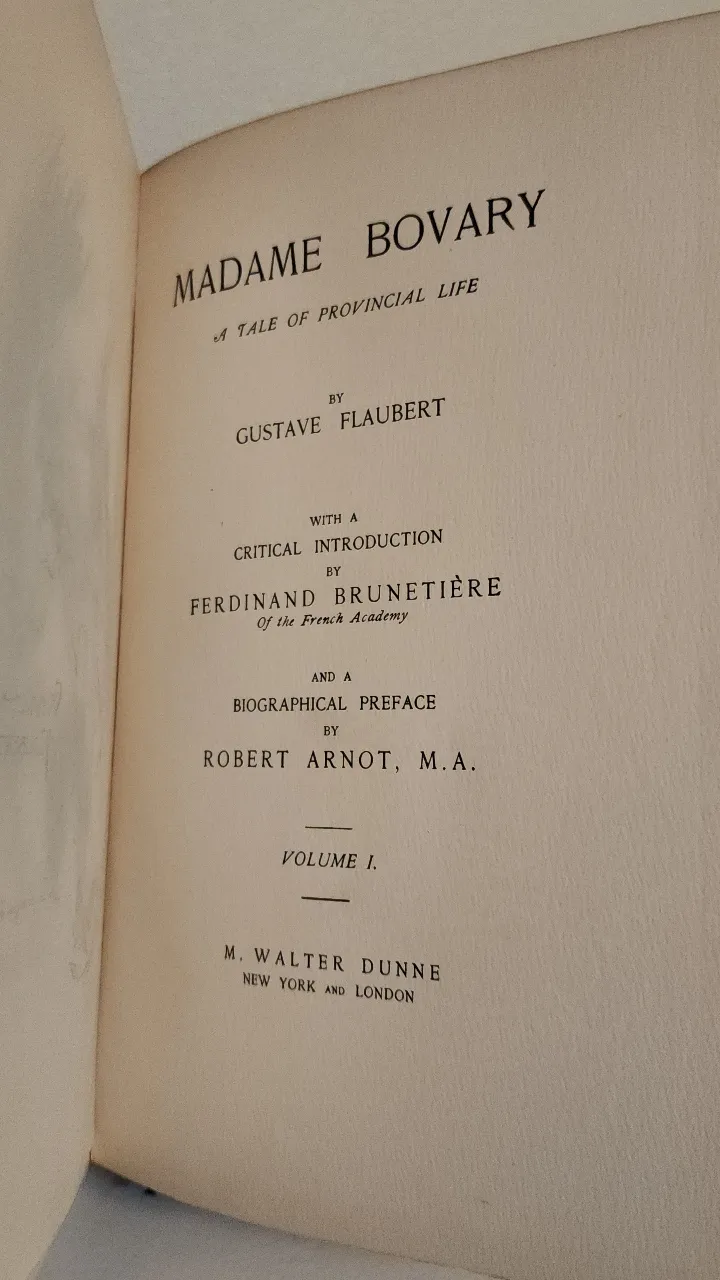 MADAME BOVARY
A TALE OF PROVINCIAL LIFE
BY
GUSTAVE FLAUBERT
WITH A
CRITICAL INTRODUCTION
BY
FERDINAND BRUNETIÈRE
Of the French Academy
AND A
BIOGRAPHICAL PREFACE
BY
ROBERT ARNOT, M.A.
VOLUME I.
M. WALTER DUNNE
NEW YORK AND LONDON